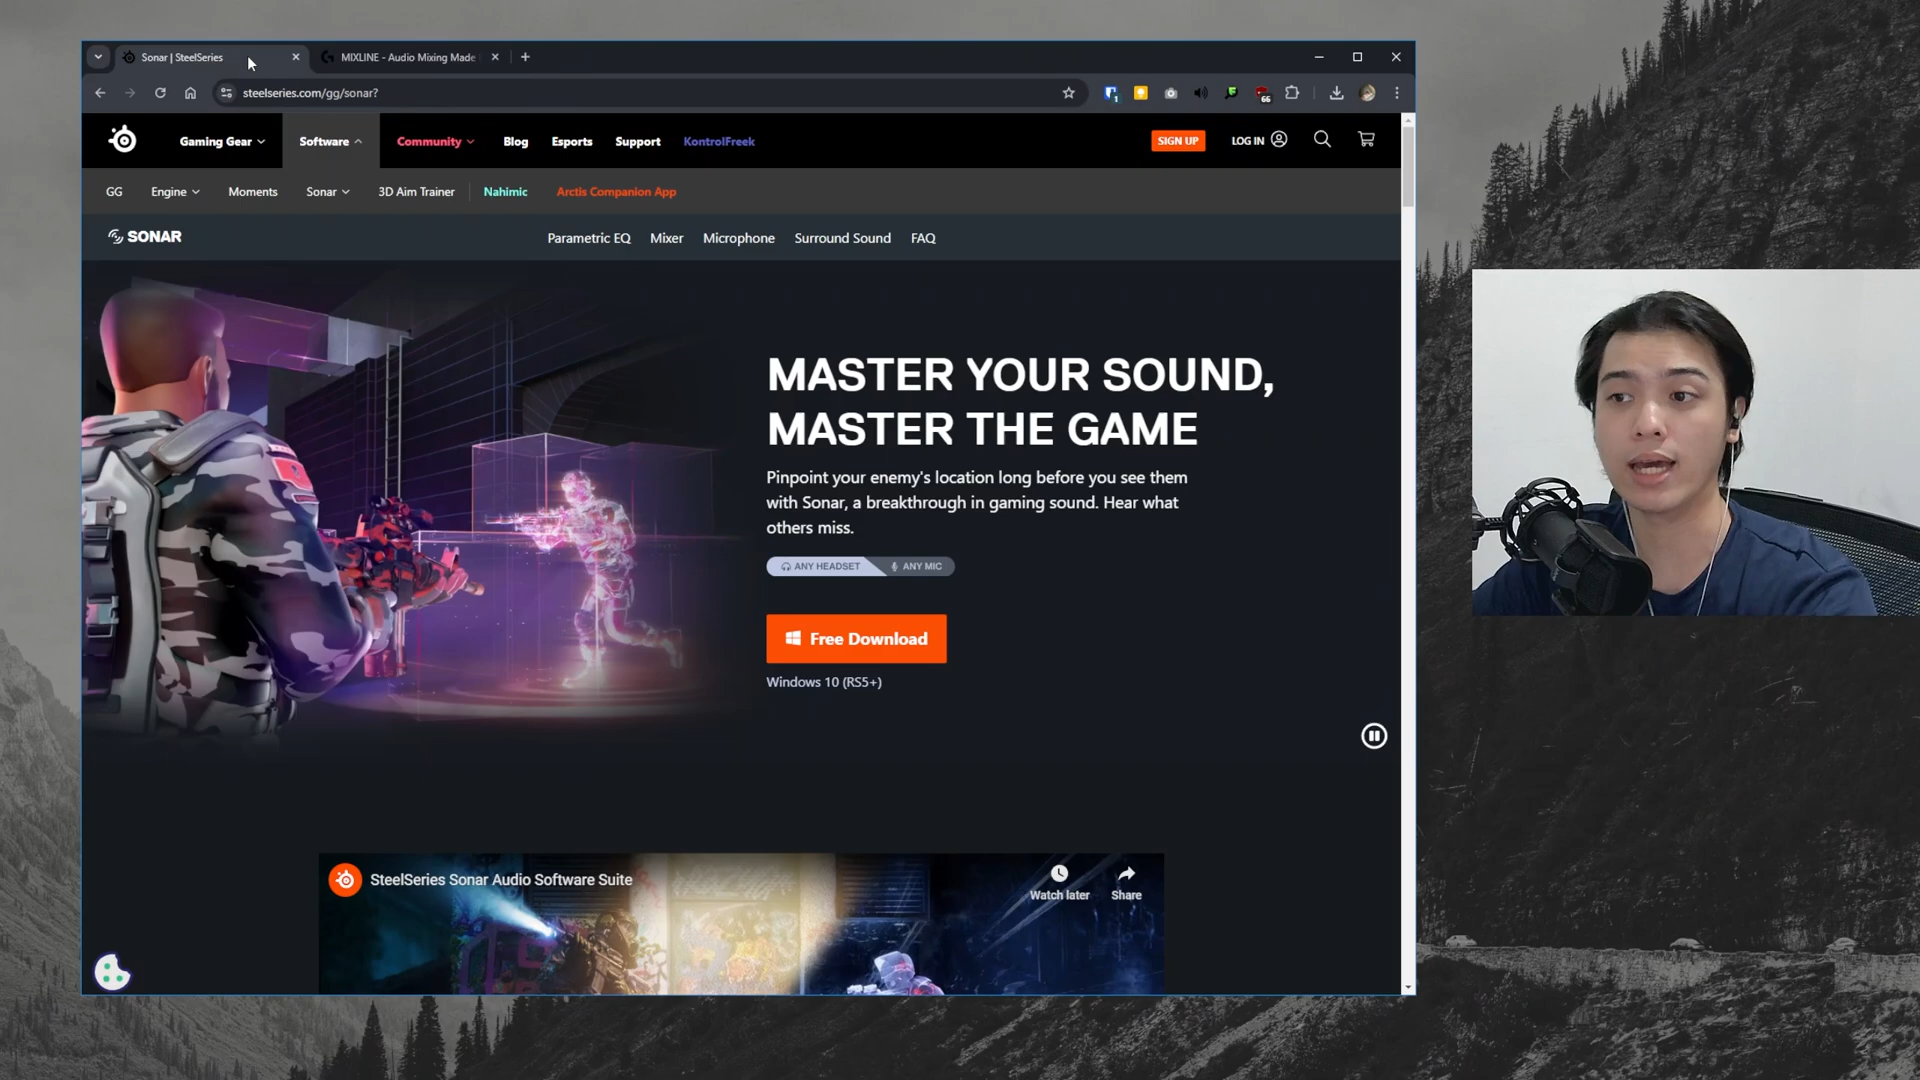 Sonar | SteelSeries
MIXLINE - Audio Mixing Made
steelseries.com/gg/sonar?
1
66
Gaming Gear
Software
Community
Blog
Esports
Support
KontrolFreek
SIGN UP
LOG IN
GG
Engine
Moments
Sonar
3D Aim Trainer
Nahimic
Arctis Companion App
SONAR
Parametric EQ
Mixer
Microphone
Surround Sound
FAQ
MASTER YOUR SOUND,
MASTER THE GAME
Pinpoint your enemy's location long before you see them
with Sonar, a breakthrough in gaming sound. Hear what
others miss.
ANY HEADSET
ANY MIC
Free Download
Windows 10 (RS5+)
SteelSeries Sonar Audio Software Suite
Watch later
Share